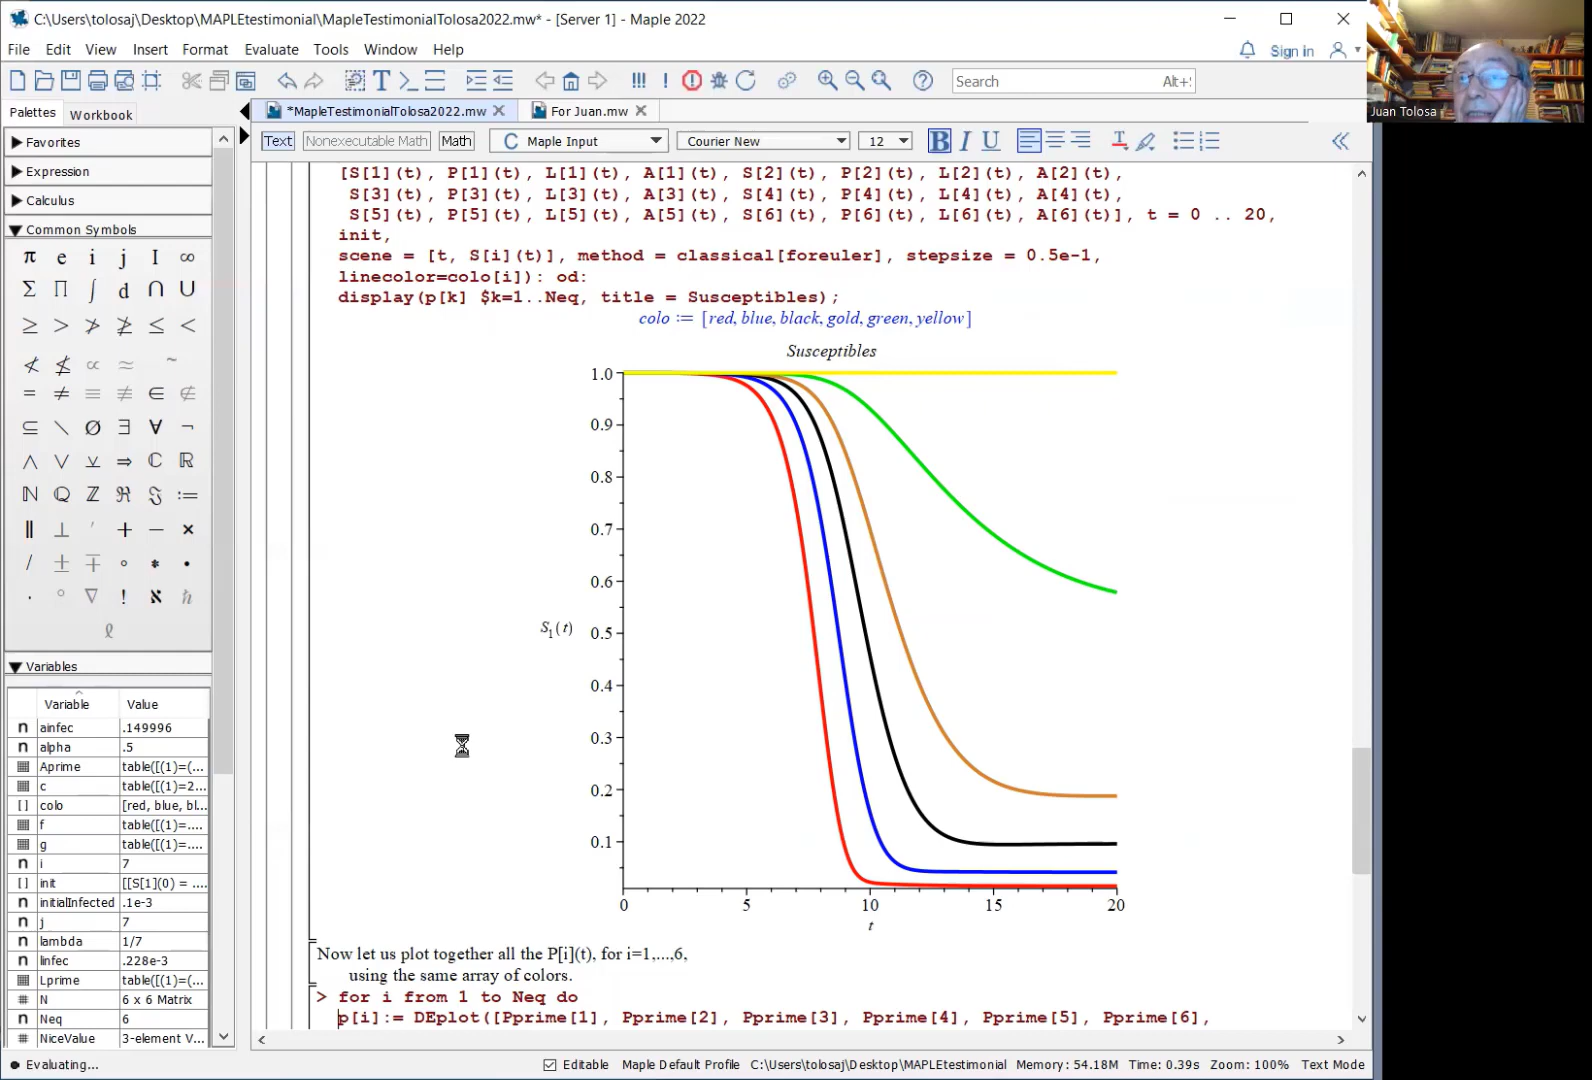 C:\Users\tolosaj\Desktop\MAPLEtestimonial\MapleTestimonialTolosa2022.mw* - [Server 1] - Maple 2022
File Edit View Insert Format Evaluate Tools Window Help
Sign in
Search Alt+S
Juan Tolosa
Palettes Workbook
*MapleTestimonialTolosa2022.mw
For Juan.mw
Text Nonexecutable Math Math C Maple Input Courier New 12 B I U
Favorites
Expression
Calculus
Common Symbols
π e i j I ∞
Σ Π ∫ d ∩ ∪
≥ > ≯ ≱ ≤ <
≮ ≰ ∝ ≈ ~
= ≠ ≡ ≢ ∈ ∉
⊆ \ Ø ∃ ∀ ¬
∧ ∨ ⊻ ⇒ ℂ ℝ
ℕ ℚ ℤ ℜ ℑ :=
∥ ⊥ ′ + − ×
/ ± ∓ ∘ * •
· ° ∇ ! ℵ ℏ
ℓ
Variables
Variable Value
n ainfec .149996
n alpha .5
Aprime table([(1)=(...
c table([(1)=2...
[ ] colo [red, blue, bl...
f table([(1)=....
g table([(1)=....
n i 7
[ ] init [[S[1](0) = ....
n initialInfected .1e-3
n j 7
n lambda 1/7
n linfec .228e-3
Lprime table([(1)=(...
# N 6 x 6 Matrix
n Neq 6
# NiceValue 3-element V...
[S[1](t), P[1](t), L[1](t), A[1](t), S[2](t), P[2](t), L[2](t), A[2](t),
S[3](t), P[3](t), L[3](t), A[3](t), S[4](t), P[4](t), L[4](t), A[4](t),
S[5](t), P[5](t), L[5](t), A[5](t), S[6](t), P[6](t), L[6](t), A[6](t)], t = 0 .. 20,
init,
scene = [t, S[i](t)], method = classical[foreuler], stepsize = 0.5e-1,
linecolor=colo[i]): od:
display(p[k] $k=1..Neq, title = Susceptibles);
colo := [red, blue, black, gold, green, yellow]
Susceptibles
1.0
0.9
0.8
0.7
0.6
S₁(t) 0.5
0.4
0.3
0.2
0.1
0 5 10 15 20
t
Now let us plot together all the P[i](t), for i=1,...,6,
using the same array of colors.
> for i from 1 to Neq do
p[i]:= DEplot([Pprime[1], Pprime[2], Pprime[3], Pprime[4], Pprime[5], Pprime[6],
Evaluating... Editable Maple Default Profile C:\Users\tolosaj\Desktop\MAPLEtestimonial Memory: 54.18M Time: 0.39s Zoom: 100% Text Mode